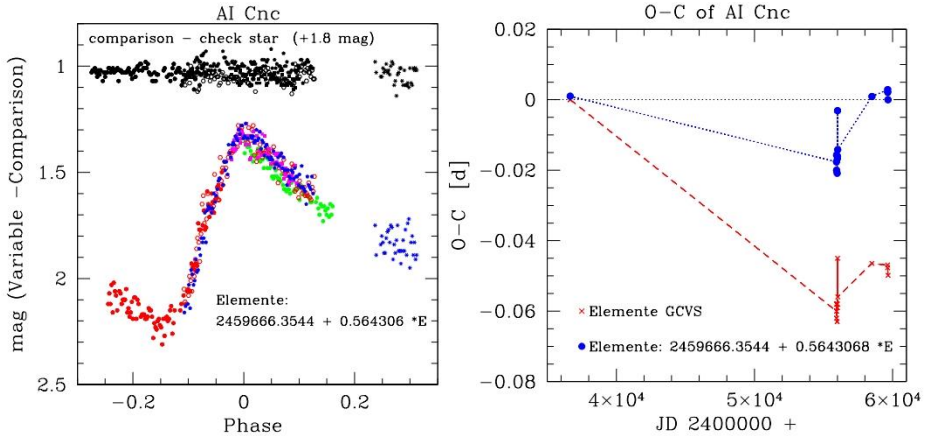 AI Cnc
comparison − check star (+1.8 mag)
mag (Variable −Comparison)
1
1.5
2
2.5
Elemente:
2459666.3544 + 0.564306 *E
−0.2
0
0.2
Phase
O−C of AI Cnc
O−C [d]
0.02
0
−0.02
−0.04
−0.06
−0.08
Elemente GCVS
Elemente: 2459666.3544 + 0.5643068 *E
4×10⁴
5×10⁴
6×10⁴
JD 2400000 +